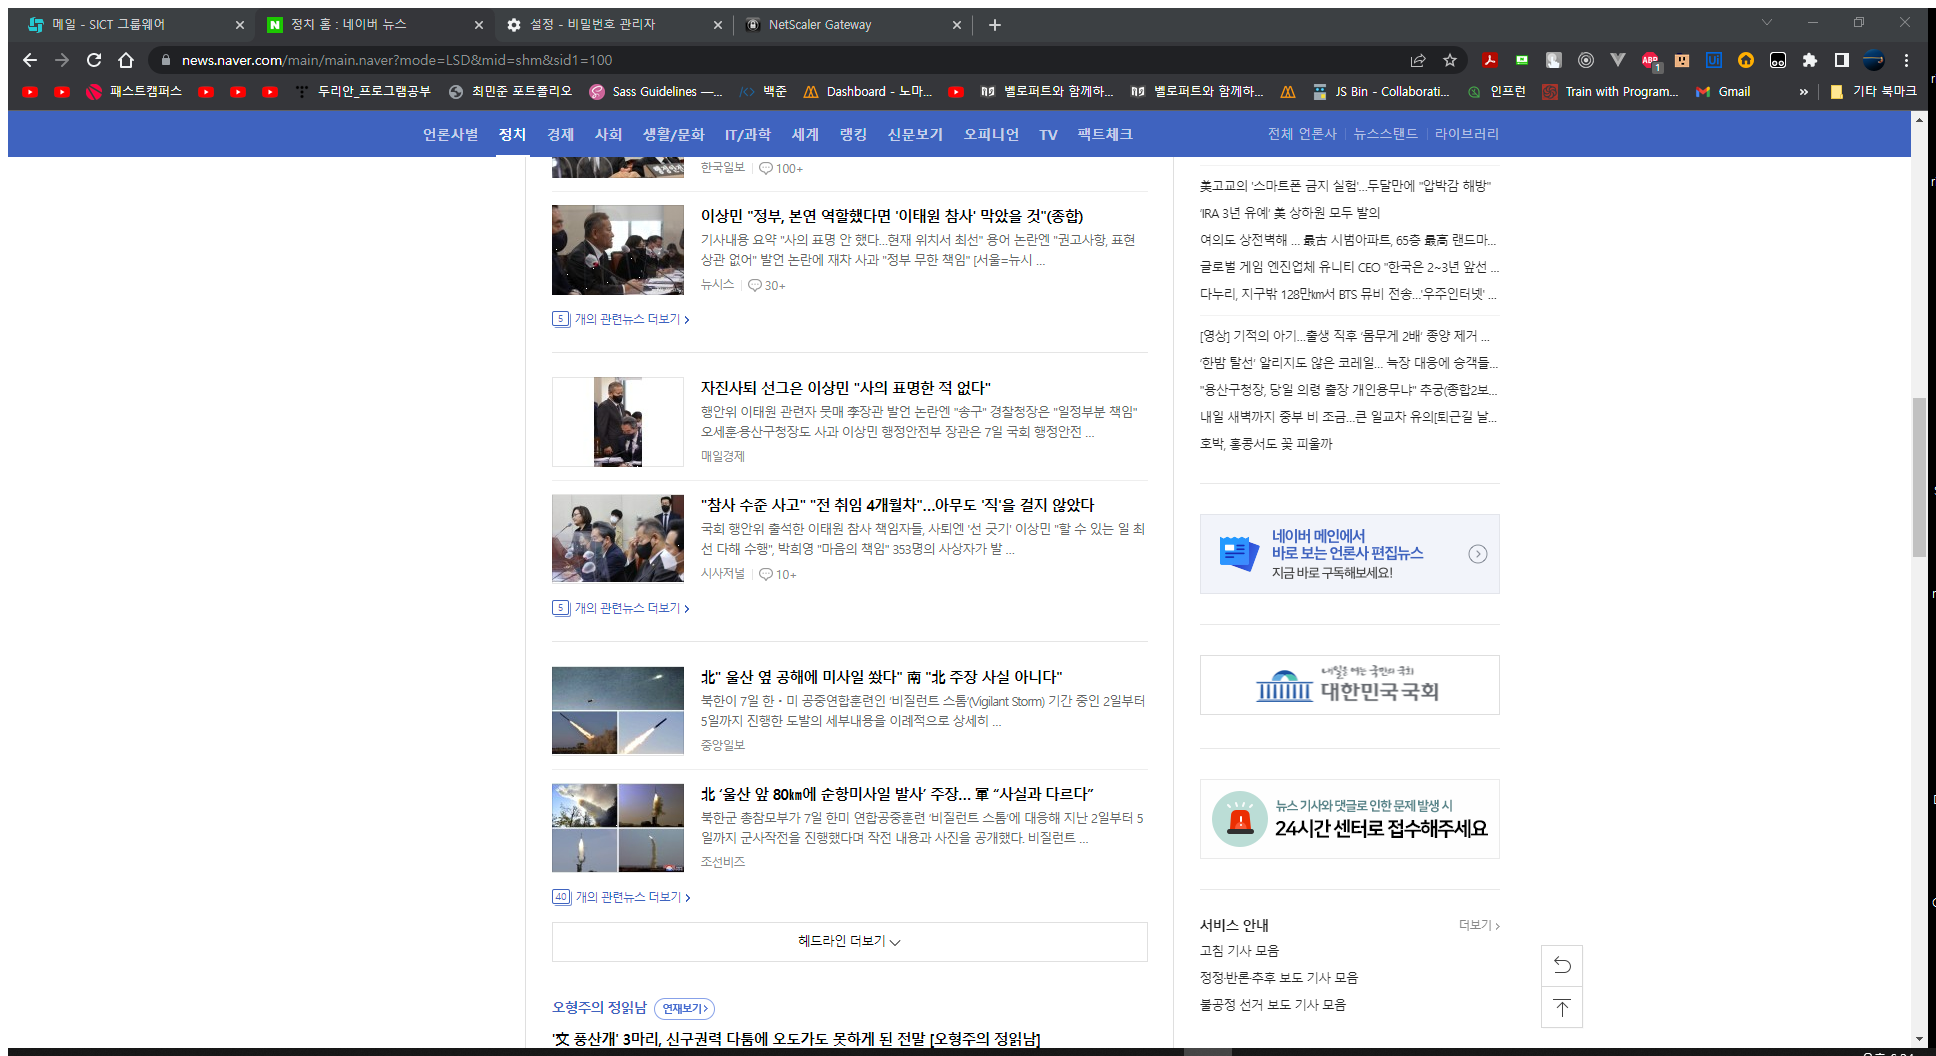 메일 - SICT 그룹웨어
정치 홈 : 네이버 뉴스
설정 - 비밀번호 관리자
NetScaler Gateway
news.naver.com/main/main.naver?mode=LSD&mid=shm&sid1=100
패스트캠퍼스
두리안_프로그램공부
최민준 포트폴리오
Sass Guidelines —...
백준
Dashboard - 노마...
벨로퍼트와 함께하...
벨로퍼트와 함께하...
JS Bin - Collaborati...
인프런
Train with Program...
Gmail
»
기타 북마크
언론사별 정치 경제 사회 생활/문화 IT/과학 세계 랭킹 신문보기 오피니언 TV 팩트체크
전체 언론사 뉴스스탠드 라이브러리
한국일보 100+
이상민 "정부, 본연 역할했다면 '이태원 참사' 막았을 것"(종합)
기사내용 요약 "사의 표명 안 했다…현재 위치서 최선" 용어 논란엔 "권고사항, 표현
상관 없어" 발언 논란에 재차 사과 "정부 무한 책임" [서울=뉴시 …
뉴시스 30+
5 개의 관련뉴스 더보기
자진사퇴 선그은 이상민 "사의 표명한 적 없다"
행안위 이태원 관련자 뭇매 李장관 발언 논란엔 "송구" 경찰청장은 "일정부분 책임"
오세훈·용산구청장도 사과 이상민 행정안전부 장관은 7일 국회 행정안전 …
매일경제
"참사 수준 사고" "전 취임 4개월차"…아무도 '직'을 걸지 않았다
국회 행안위 출석한 이태원 참사 책임자들, 사퇴엔 '선 긋기' 이상민 "할 수 있는 일 최
선 다해 수행", 박희영 "마음의 책임" 353명의 사상자가 발 …
시사저널 10+
5 개의 관련뉴스 더보기
北" 울산 옆 공해에 미사일 쐈다" 南 "北 주장 사실 아니다"
북한이 7일 한・미 공중연합훈련인 '비질런트 스톰'(Vigilant Storm) 기간 중인 2일부터
5일까지 진행한 도발의 세부내용을 이례적으로 상세히 …
중앙일보
北 '울산 앞 80㎞에 순항미사일 발사' 주장… 軍 "사실과 다르다"
북한군 총참모부가 7일 한미 연합공중훈련 '비질런트 스톰'에 대응해 지난 2일부터 5
일까지 군사작전을 진행했다며 작전 내용과 사진을 공개했다. 비질런트 …
조선비즈
40 개의 관련뉴스 더보기
헤드라인 더보기
오형주의 정읽남 연재보기
'文 풍산개' 3마리, 신구권력 다툼에 오도가도 못하게 된 전말 [오형주의 정읽남]
美고교의 '스마트폰 금지 실험'…두달만에 "압박감 해방"
'IRA 3년 유예' 美 상하원 모두 발의
여의도 상전벽해 … 最古 시범아파트, 65층 最高 랜드마…
글로벌 게임 엔진업체 유니티 CEO "한국은 2~3년 앞선 …
다누리, 지구밖 128만㎞서 BTS 뮤비 전송…'우주인터넷' …
[영상] 기적의 아기…출생 직후 '몸무게 2배' 종양 제거 …
'한밤 탈선' 알리지도 않은 코레일… 늑장 대응에 승객들…
"용산구청장, 당일 의령 출장 개인용무냐" 추궁(종합2보…
내일 새벽까지 중부 비 조금…큰 일교차 유의[퇴근길 날…
호박, 홍콩서도 꽃 피울까
네이버 메인에서
바로 보는 언론사 편집뉴스
지금 바로 구독해보세요!
내일을 여는 국민의 국회
대한민국국회
뉴스 기사와 댓글로 인한 문제 발생 시
24시간 센터로 접수해주세요
서비스 안내 더보기
고침 기사 모음
정정·반론·추후 보도 기사 모음
불공정 선거 보도 기사 모음